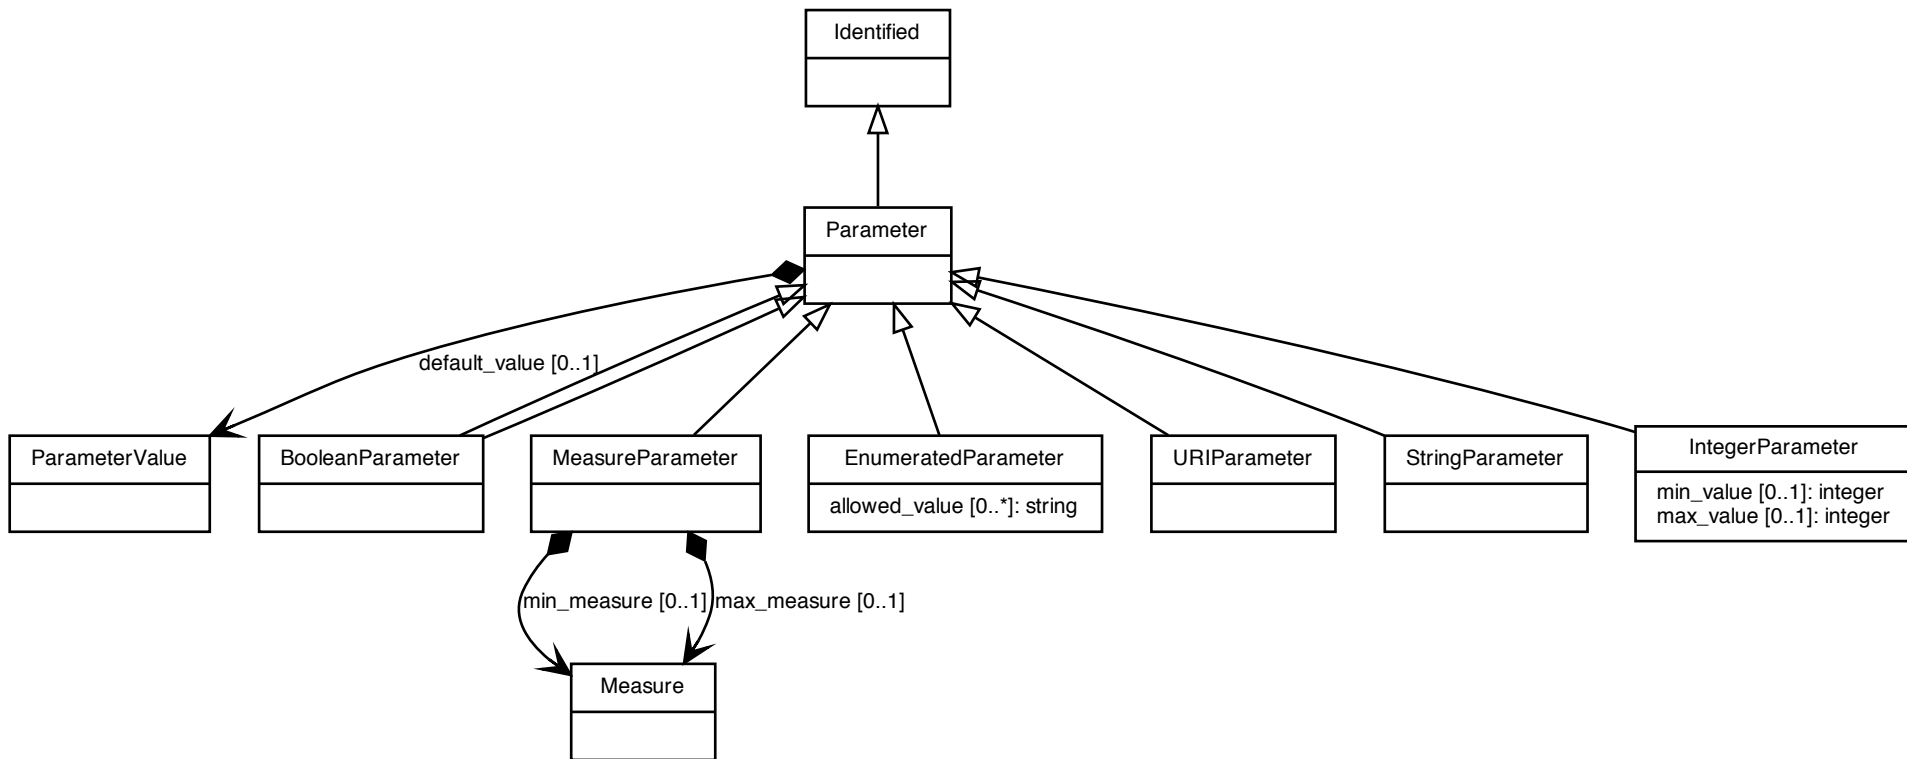 Identified
Parameter
default_value [0..1]
ParameterValue
BooleanParameter
MeasureParameter
EnumeratedParameter
allowed_value [0..*]: string
URIParameter
StringParameter
IntegerParameter
min_value [0..1]: integer
max_value [0..1]: integer
min_measure [0..1]
max_measure [0..1]
Measure